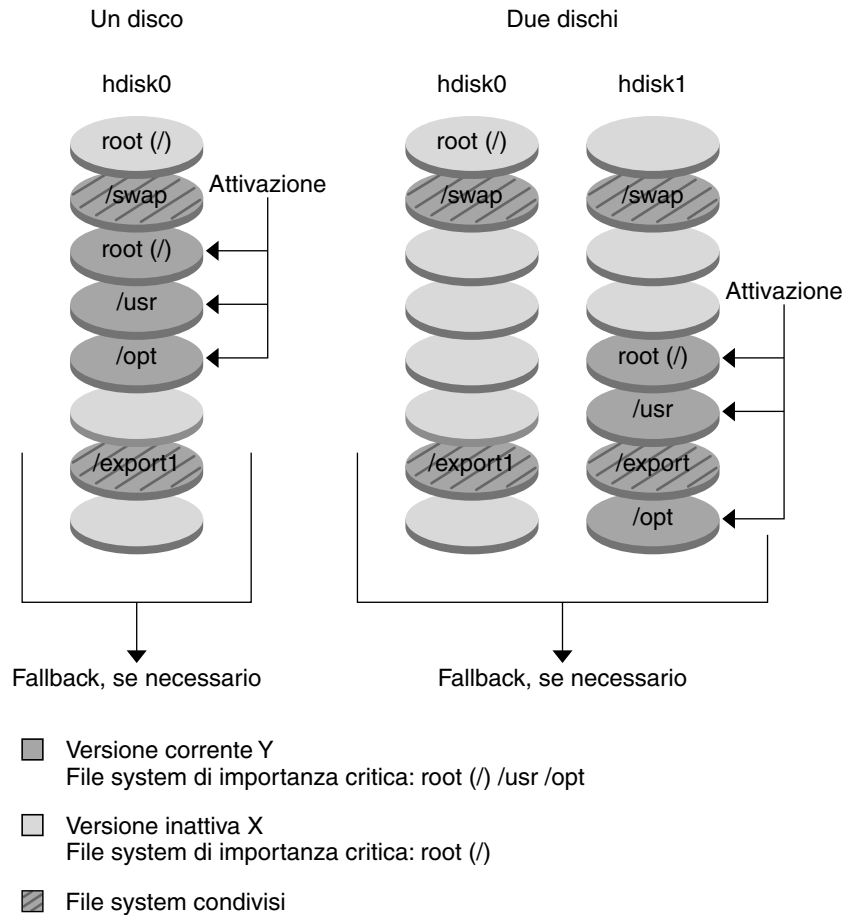 Un disco
Due dischi
hdisk0
hdisk0
hdisk1
root (/)
/swap
Attivazione
root (/)
/usr
/opt
/export1
root (/)
/swap
/export1
/swap
Attivazione
root (/)
/usr
/export
/opt
Fallback, se necessario
Fallback, se necessario
Versione corrente Y
File system di importanza critica: root (/) /usr /opt
Versione inattiva X
File system di importanza critica: root (/)
File system condivisi